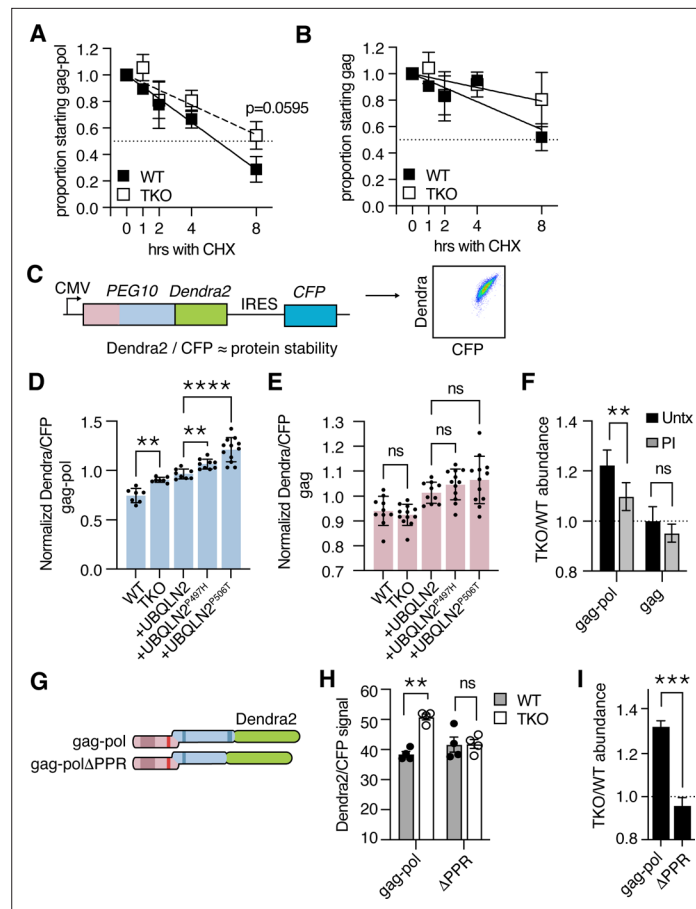 A
proportion starting gag-pol
1.2
1.0
0.8
0.6
0.4
0.2
0.0
p=0.0595
WT
TKO
0 1 2 4 8
hrs with CHX
B
proportion starting gag
1.2
1.0
0.8
0.6
0.4
0.2
0.0
WT
TKO
0 1 2 4 8
hrs with CHX
C
CMV
PEG10 Dendra2 IRES CFP
Dendra2 / CFP ≈ protein stability
Dendra
CFP
D
Normalizd Dendra/CFP
gag-pol
1.5
1.0
0.5
0.0
**
**
****
WT
TKO
+UBQLN2
+UBQLN2P497H
+UBQLN2P506T
E
Normalizd Dendra/CFP
gag
1.3
1.2
1.1
1.0
0.9
0.8
0.7
ns
ns
ns
WT
TKO
+UBQLN2
+UBQLN2P497H
+UBQLN2P506T
F
TKO/WT abundance
1.4
1.2
1.0
0.8
Untx
PI
**
ns
gag-pol
gag
G
Dendra2
gag-pol
gag-polΔPPR
H
Dendra2/CFP signal
60
50
40
30
20
10
**
ns
WT
TKO
gag-pol
ΔPPR
I
TKO/WT abundance
1.4
1.2
1.0
0.8
***
gag-pol
ΔPPR